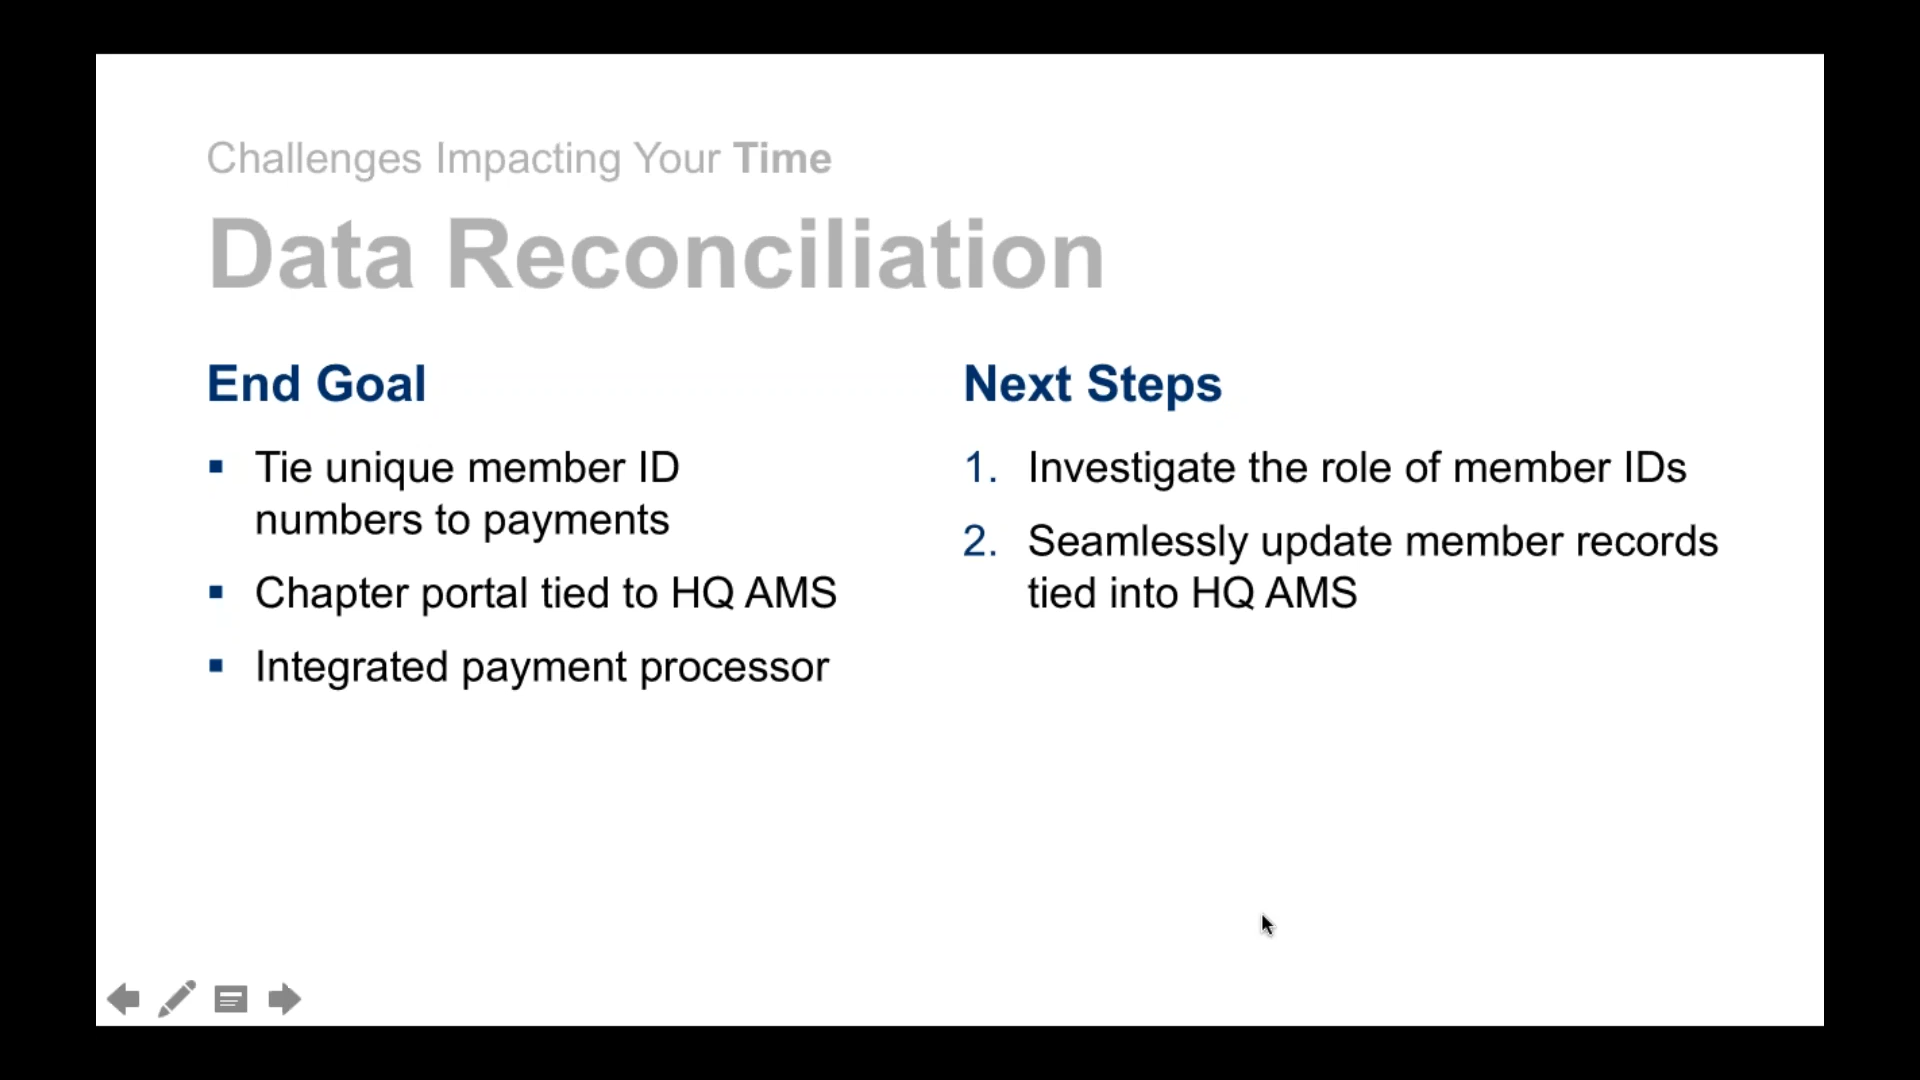 Challenges Impacting Your Time
Data Reconciliation
End Goal
▪ Tie unique member ID
numbers to payments
▪ Chapter portal tied to HQ AMS
▪ Integrated payment processor
Next Steps
1. Investigate the role of member IDs
2. Seamlessly update member records
tied into HQ AMS